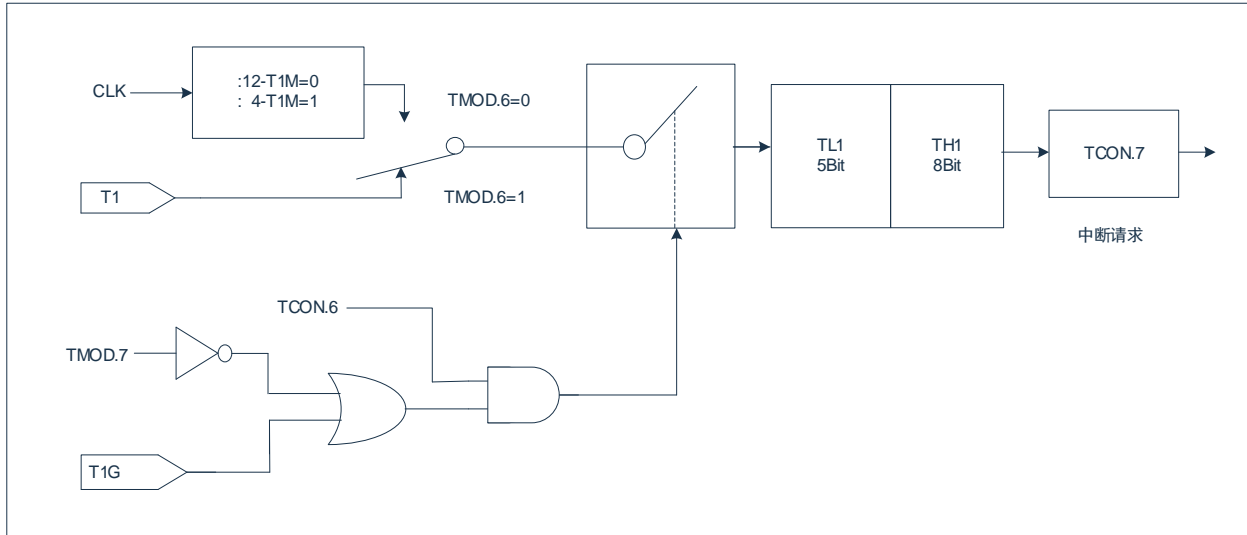 :12-T1M=0
: 4-T1M=1
CLK
TMOD.6=0
TL1
5Bit
TH1
8Bit
TCON.7
T1
TMOD.6=1
中断请求
TCON.6
TMOD.7
T1G